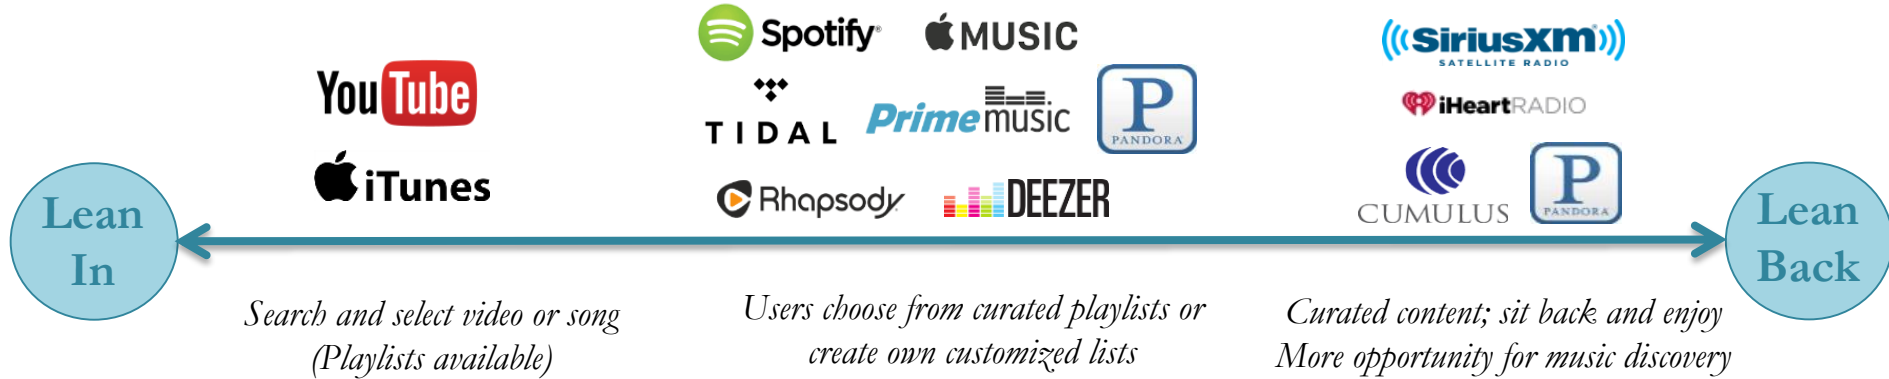 Lean
In
YouTube
iTunes
Search and select video or song
(Playlists available)
Spotify®
MUSIC
TIDAL
Prime music
P
PANDORA
Rhapsody
DEEZER
Users choose from curated playlists or
create own customized lists
((SiriusXM))
SATELLITE RADIO
iHeartRADIO
CUMULUS
P
PANDORA
Curated content; sit back and enjoy
More opportunity for music discovery
Lean
Back